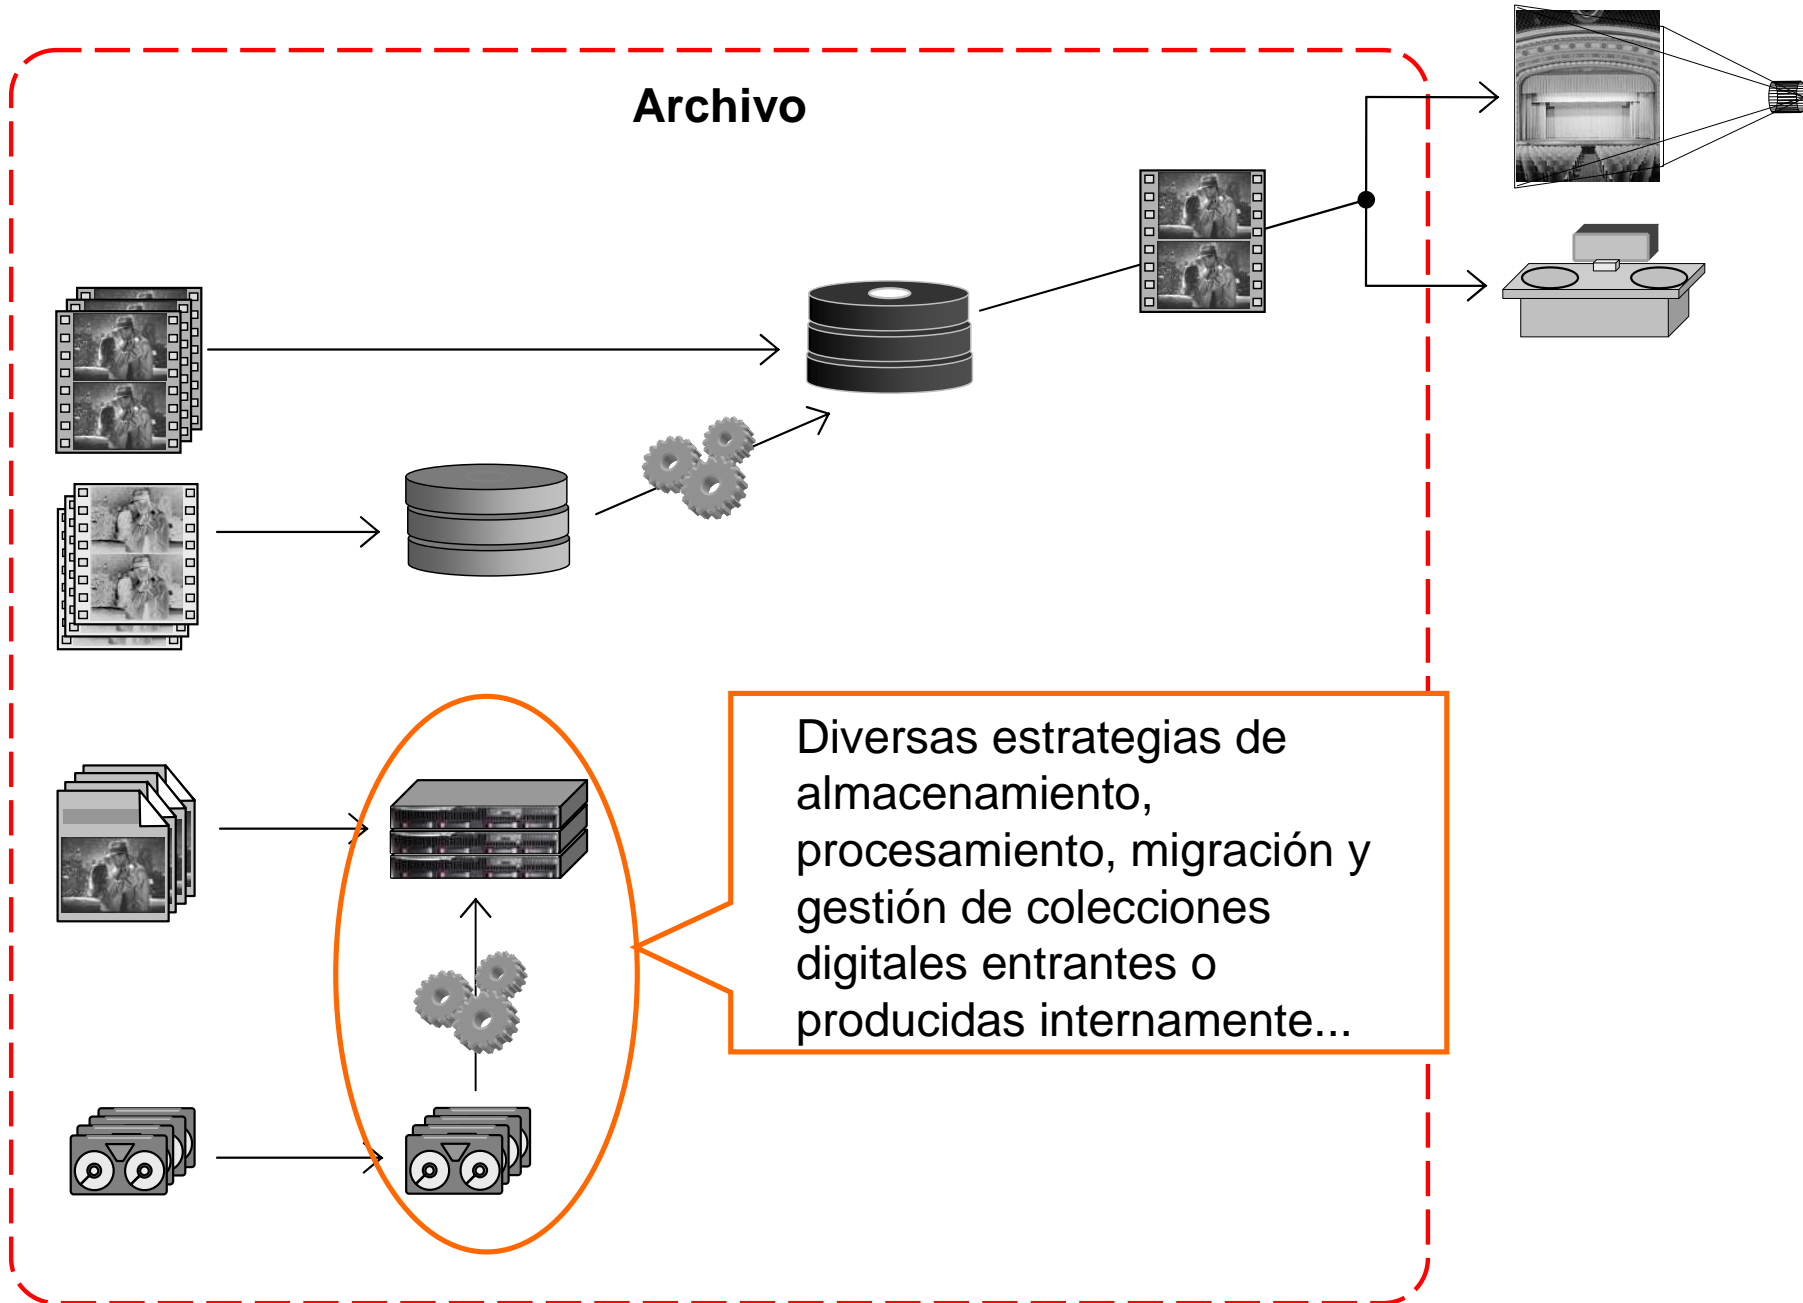 Archivo
Diversas estrategias de
almacenamiento,
procesamiento, migración y
gestión de colecciones
digitales entrantes o
producidas internamente...